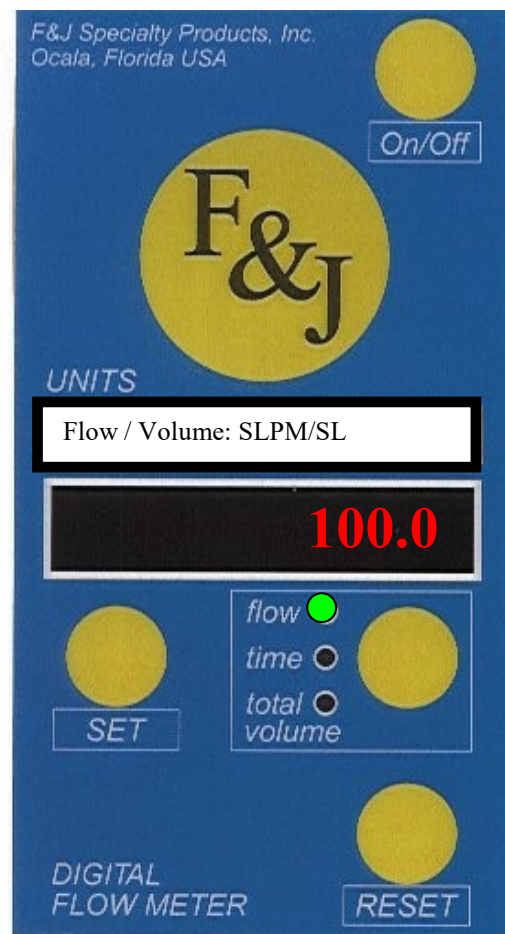 F&J Specialty Products, Inc.
Ocala, Florida USA
On/Off
F&J
UNITS
Flow / Volume: SLPM/SL
100.0
flow
time
total
volume
SET
DIGITAL
FLOW METER
RESET